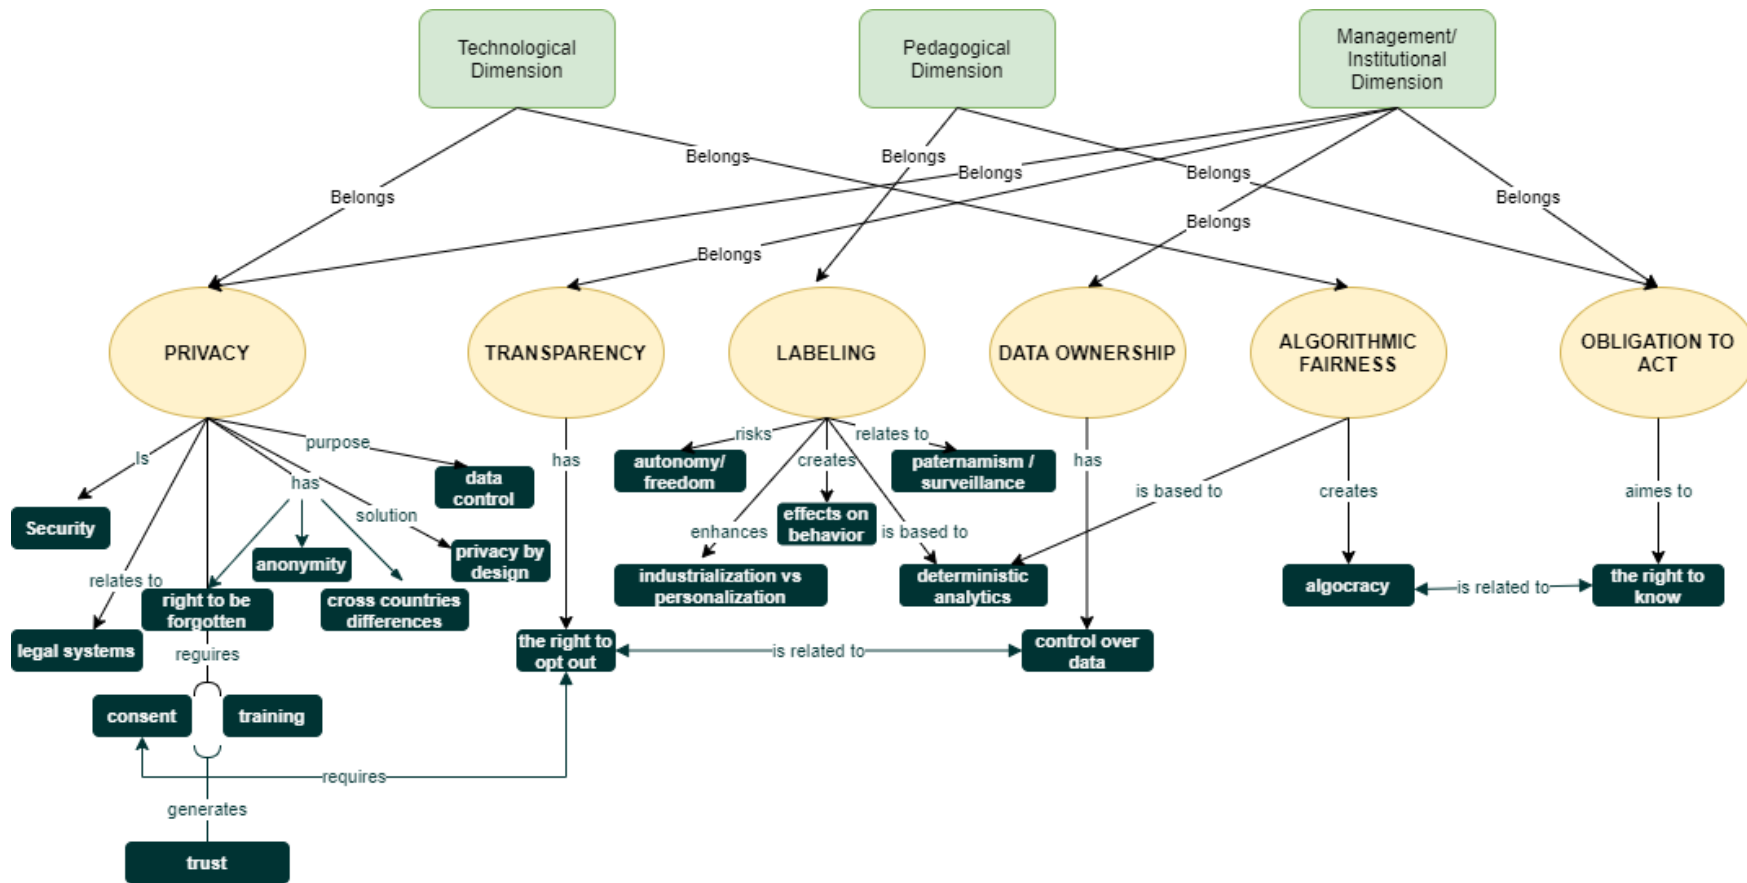 Technological
Dimension
Pedagogical
Dimension
Management/
Institutional
Dimension
Belongs
Belongs
Belongs
Belongs
Belongs
Belongs
Belongs
Belongs
Belongs
PRIVACY
TRANSPARENCY
LABELING
DATA OWNERSHIP
ALGORITHMIC
FAIRNESS
OBLIGATION TO
ACT
Is
purpose
has
solution
relates to
has
risks
relates to
creates
enhances
is based to
has
is based to
creates
aimes to
Security
data
control
anonymity
privacy by
design
right to be
forgotten
cross countries
differences
legal systems
autonomy/
freedom
paternamism /
surveillance
effects on
behavior
industrialization vs
personalization
deterministic
analytics
algocracy
is related to
the right to
know
the right to
opt out
is related to
control over
data
reguires
consent
training
requires
generates
trust